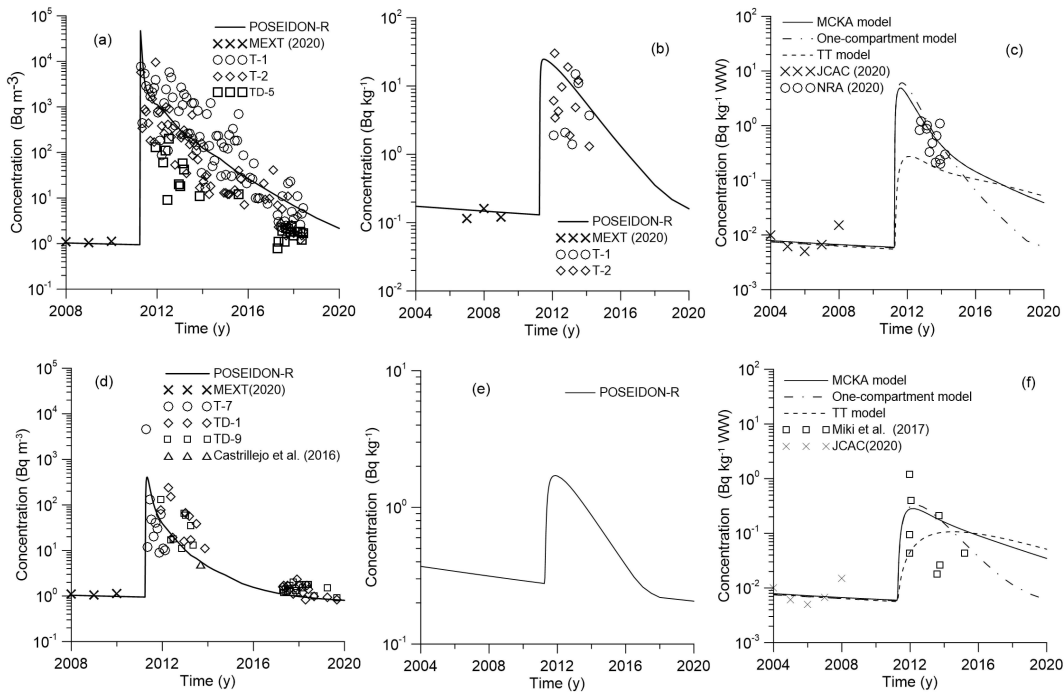 (a)
POSEIDON-R
MEXT (2020)
T-1
T-2
TD-5
Concentration (Bq m-3)
10^5
10^4
10^3
10^2
10^1
10^0
10^-1
2008 2012 2016 2020
Time (y)
(b)
POSEIDON-R
MEXT (2020)
T-1
T-2
Concentration (Bq kg-1)
10^2
10^1
10^0
10^-1
10^-2
2004 2008 2012 2016 2020
Time (y)
MCKA model
One-compartment model
TT model
(c)
JCAC (2020)
NRA (2020)
Concentration (Bq kg-1 WW)
10^2
10^1
10^0
10^-1
10^-2
10^-3
2004 2008 2012 2016 2020
Time (y)
(d)
POSEIDON-R
MEXT(2020)
T-7
TD-1
TD-9
Castrillejo et al. (2016)
Concentration (Bq m-3)
10^5
10^4
10^3
10^2
10^1
10^0
10^-1
2008 2012 2016 2020
Time (y)
(e)
POSEIDON-R
Concentration (Bq kg-1)
10^1
10^0
10^-1
2004 2008 2012 2016 2020
Time (y)
MCKA model
(f)
One-compartment model
TT model
Miki et al. (2017)
JCAC(2020)
Concentration (Bq kg-1 WW)
10^2
10^1
10^0
10^-1
10^-2
10^-3
2004 2008 2012 2016 2020
Time (y)